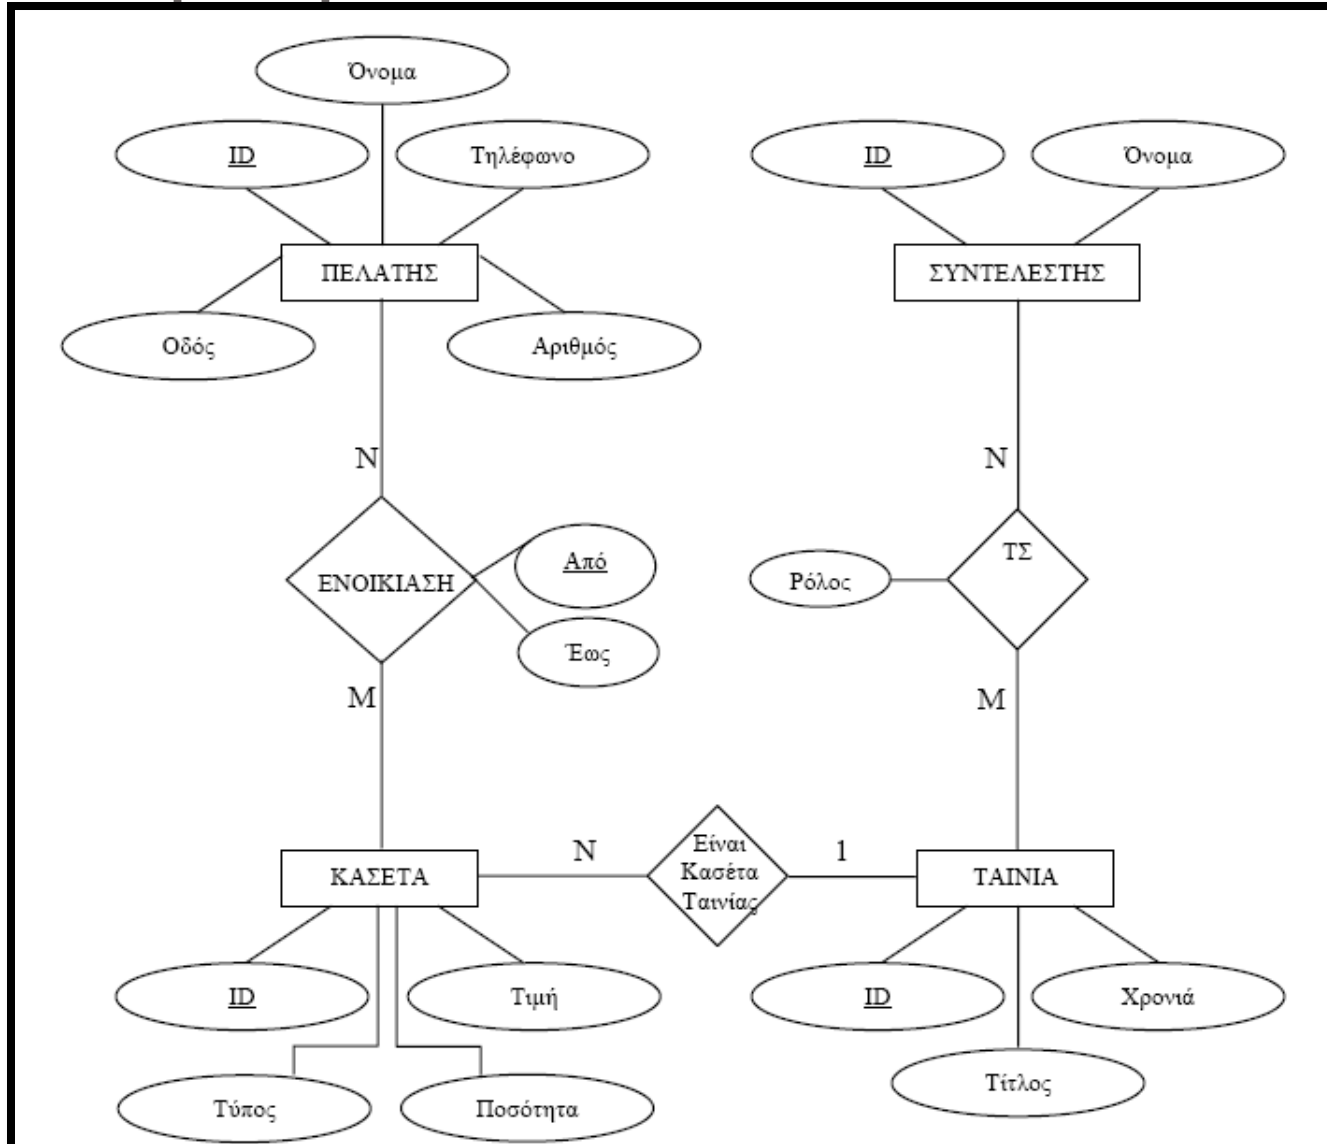 Όνομα
ID
Τηλέφωνο
ID
Όνομα
ΠΕΛΑΤΗΣ
ΣΥΝΤΕΛΕΣΤΗΣ
Οδός
Αριθμός
N
N
ΕΝΟΙΚΙΑΣΗ
Από
Έως
Ρόλος
ΤΣ
M
M
ΚΑΣΕΤΑ
N
Είναι
Κασέτα
Ταινίας
1
ΤΑΙΝΙΑ
ID
Τιμή
ID
Χρονιά
Τύπος
Ποσότητα
Τίτλος